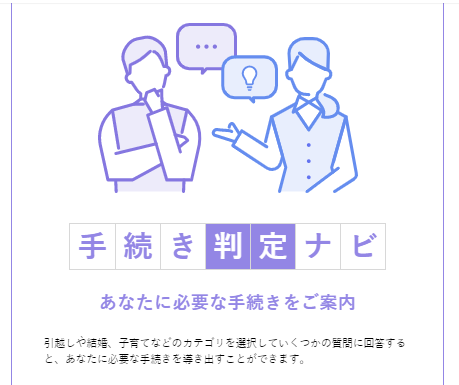 手続き判定ナビ
あなたに必要な手続きをご案内
引越しや結婚、子育てなどのカテゴリを選択していくつかの質問に回答する
と、あなたに必要な手続きを導き出すことができます。